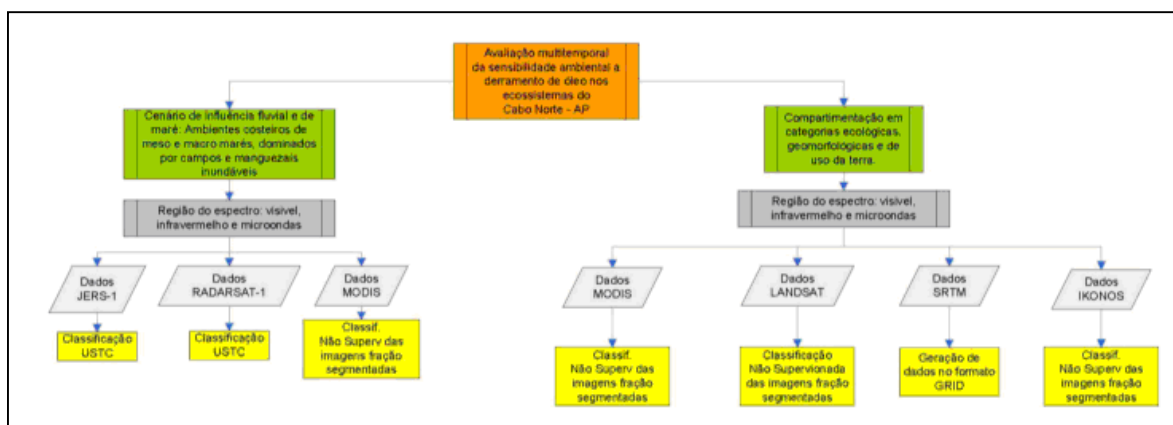 Avaliação multitemporal
da sensibilidade ambiental a
derramento de óleo nos
ecossistemas do
Cabo Norte - AP
Cenário de influência fluvial e de
maré: Ambientes costeiros de
meso e macro marés, dominados
por campos e manguezais
inundáveis
Compartimentação em
categorias ecológicas,
geomorfológicas e de
uso da terra.
Região do espectro: visivel,
infravermelho e microondas
Região do espectro: visivel,
infravermelho e microondas
Dados
JERS-1
Dados
RADARSAT-1
Dados
MODIS
Dados
MODIS
Dados
LANDSAT
Dados
SRTM
Dados
IKONOS
Classificação
USTC
Classificação
USTC
Classif.
Não Superv das
imagens fração
segmentadas
Classif.
Não Superv das
imagens fração
segmentadas
Classificação
Não Supervionada
das imagens fração
segmentadas
Geração de
dados no formato
GRID
Classif.
Não Superv das
imagens fração
segmentadas